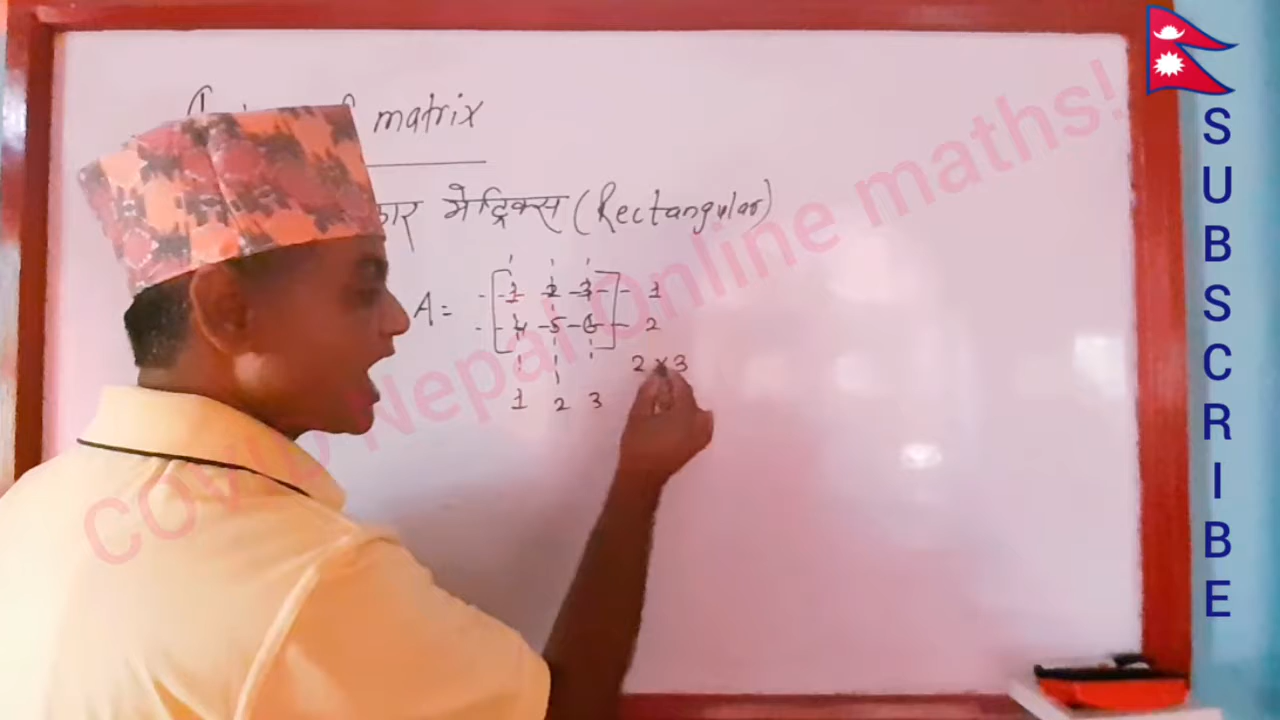 matrix
कार मेट्रिक्स (Rectangular)
A = [1 2 3] 1
4 5 6 2
2 x 3
1 2 3
COVID Nepal Online maths!
SUBSCRIBE